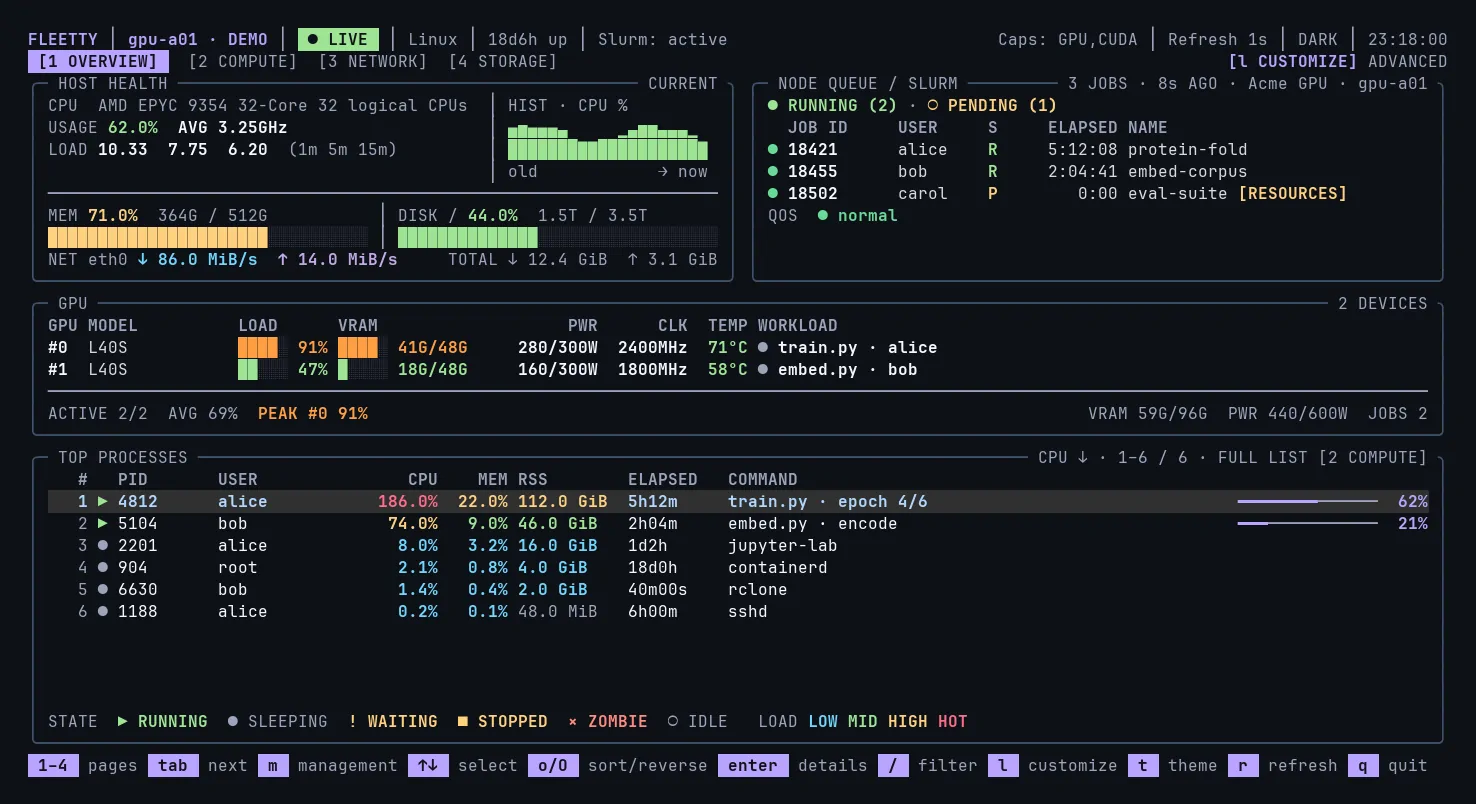 FLEETTY │ gpu-a01 · DEMO │ ● LIVE │ Linux │ 18d6h up │ Slurm: active Caps: GPU,CUDA │ Refresh 1s │ DARK │ 23:18:00
[1 OVERVIEW] [2 COMPUTE] [3 NETWORK] [4 STORAGE] [l CUSTOMIZE] ADVANCED
HOST HEALTH CURRENT
CPU AMD EPYC 9354 32-Core 32 logical CPUs
USAGE 62.0% AVG 3.25GHz
LOAD 10.33 7.75 6.20 (1m 5m 15m)
HIST · CPU %
old → now
MEM 71.0% 364G / 512G
DISK / 44.0% 1.5T / 3.5T
NET eth0 ↓ 86.0 MiB/s ↑ 14.0 MiB/s TOTAL ↓ 12.4 GiB ↑ 3.1 GiB
NODE QUEUE / SLURM 3 JOBS · 8s AGO · Acme GPU · gpu-a01
● RUNNING (2) · ○ PENDING (1)
JOB ID USER S ELAPSED NAME
● 18421 alice R 5:12:08 protein-fold
● 18455 bob R 2:04:41 embed-corpus
● 18502 carol P 0:00 eval-suite [RESOURCES]
QOS ● normal
GPU 2 DEVICES
GPU MODEL LOAD VRAM PWR CLK TEMP WORKLOAD
#0 L40S 91% 41G/48G 280/300W 2400MHz 71°C ● train.py · alice
#1 L40S 47% 18G/48G 160/300W 1800MHz 58°C ● embed.py · bob
ACTIVE 2/2 AVG 69% PEAK #0 91% VRAM 59G/96G PWR 440/600W JOBS 2
TOP PROCESSES CPU ↓ · 1–6 / 6 · FULL LIST [2 COMPUTE]
# PID USER CPU MEM RSS ELAPSED COMMAND
1 ▶ 4812 alice 186.0% 22.0% 112.0 GiB 5h12m train.py · epoch 4/6 62%
2 ▶ 5104 bob 74.0% 9.0% 46.0 GiB 2h04m embed.py · encode 21%
3 ● 2201 alice 8.0% 3.2% 16.0 GiB 1d2h jupyter-lab
4 ● 904 root 2.1% 0.8% 4.0 GiB 18d0h containerd
5 ● 6630 bob 1.4% 0.4% 2.0 GiB 40m00s rclone
6 ● 1188 alice 0.2% 0.1% 48.0 MiB 6h00m sshd
STATE ▶ RUNNING ● SLEEPING ! WAITING ■ STOPPED × ZOMBIE ○ IDLE LOAD LOW MID HIGH HOT
1–4 pages tab next m management ↑↓ select o/O sort/reverse enter details / filter l customize t theme r refresh q quit